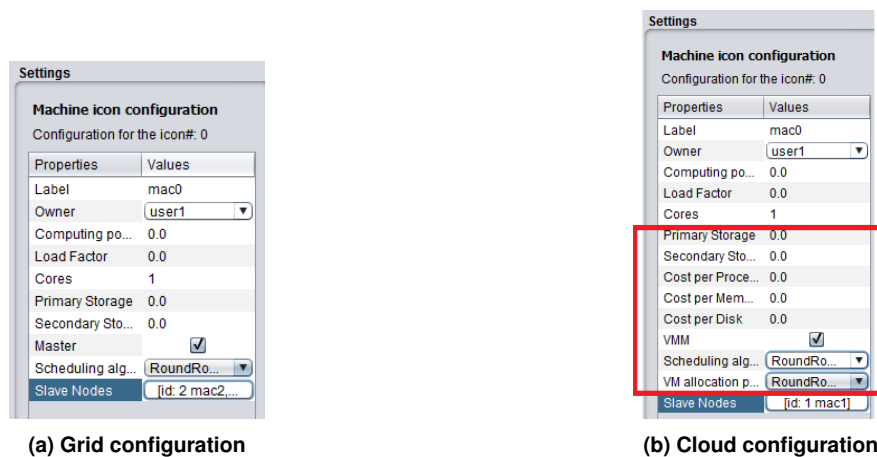 Settings
Machine icon configuration
Configuration for the icon#: 0
Properties Values
Label mac0
Owner user1
Computing po... 0.0
Load Factor 0.0
Cores 1
Primary Storage 0.0
Secondary Sto... 0.0
Master
Scheduling alg... RoundRo...
Slave Nodes [id: 2 mac2,...
(a) Grid configuration
Settings
Machine icon configuration
Configuration for the icon#: 0
Properties Values
Label mac0
Owner user1
Computing po... 0.0
Load Factor 0.0
Cores 1
Primary Storage 0.0
Secondary Sto... 0.0
Cost per Proce... 0.0
Cost per Mem... 0.0
Cost per Disk 0.0
VMM
Scheduling alg... RoundRo...
VM allocation p... RoundRo...
Slave Nodes [id: 1 mac1]
(b) Cloud configuration